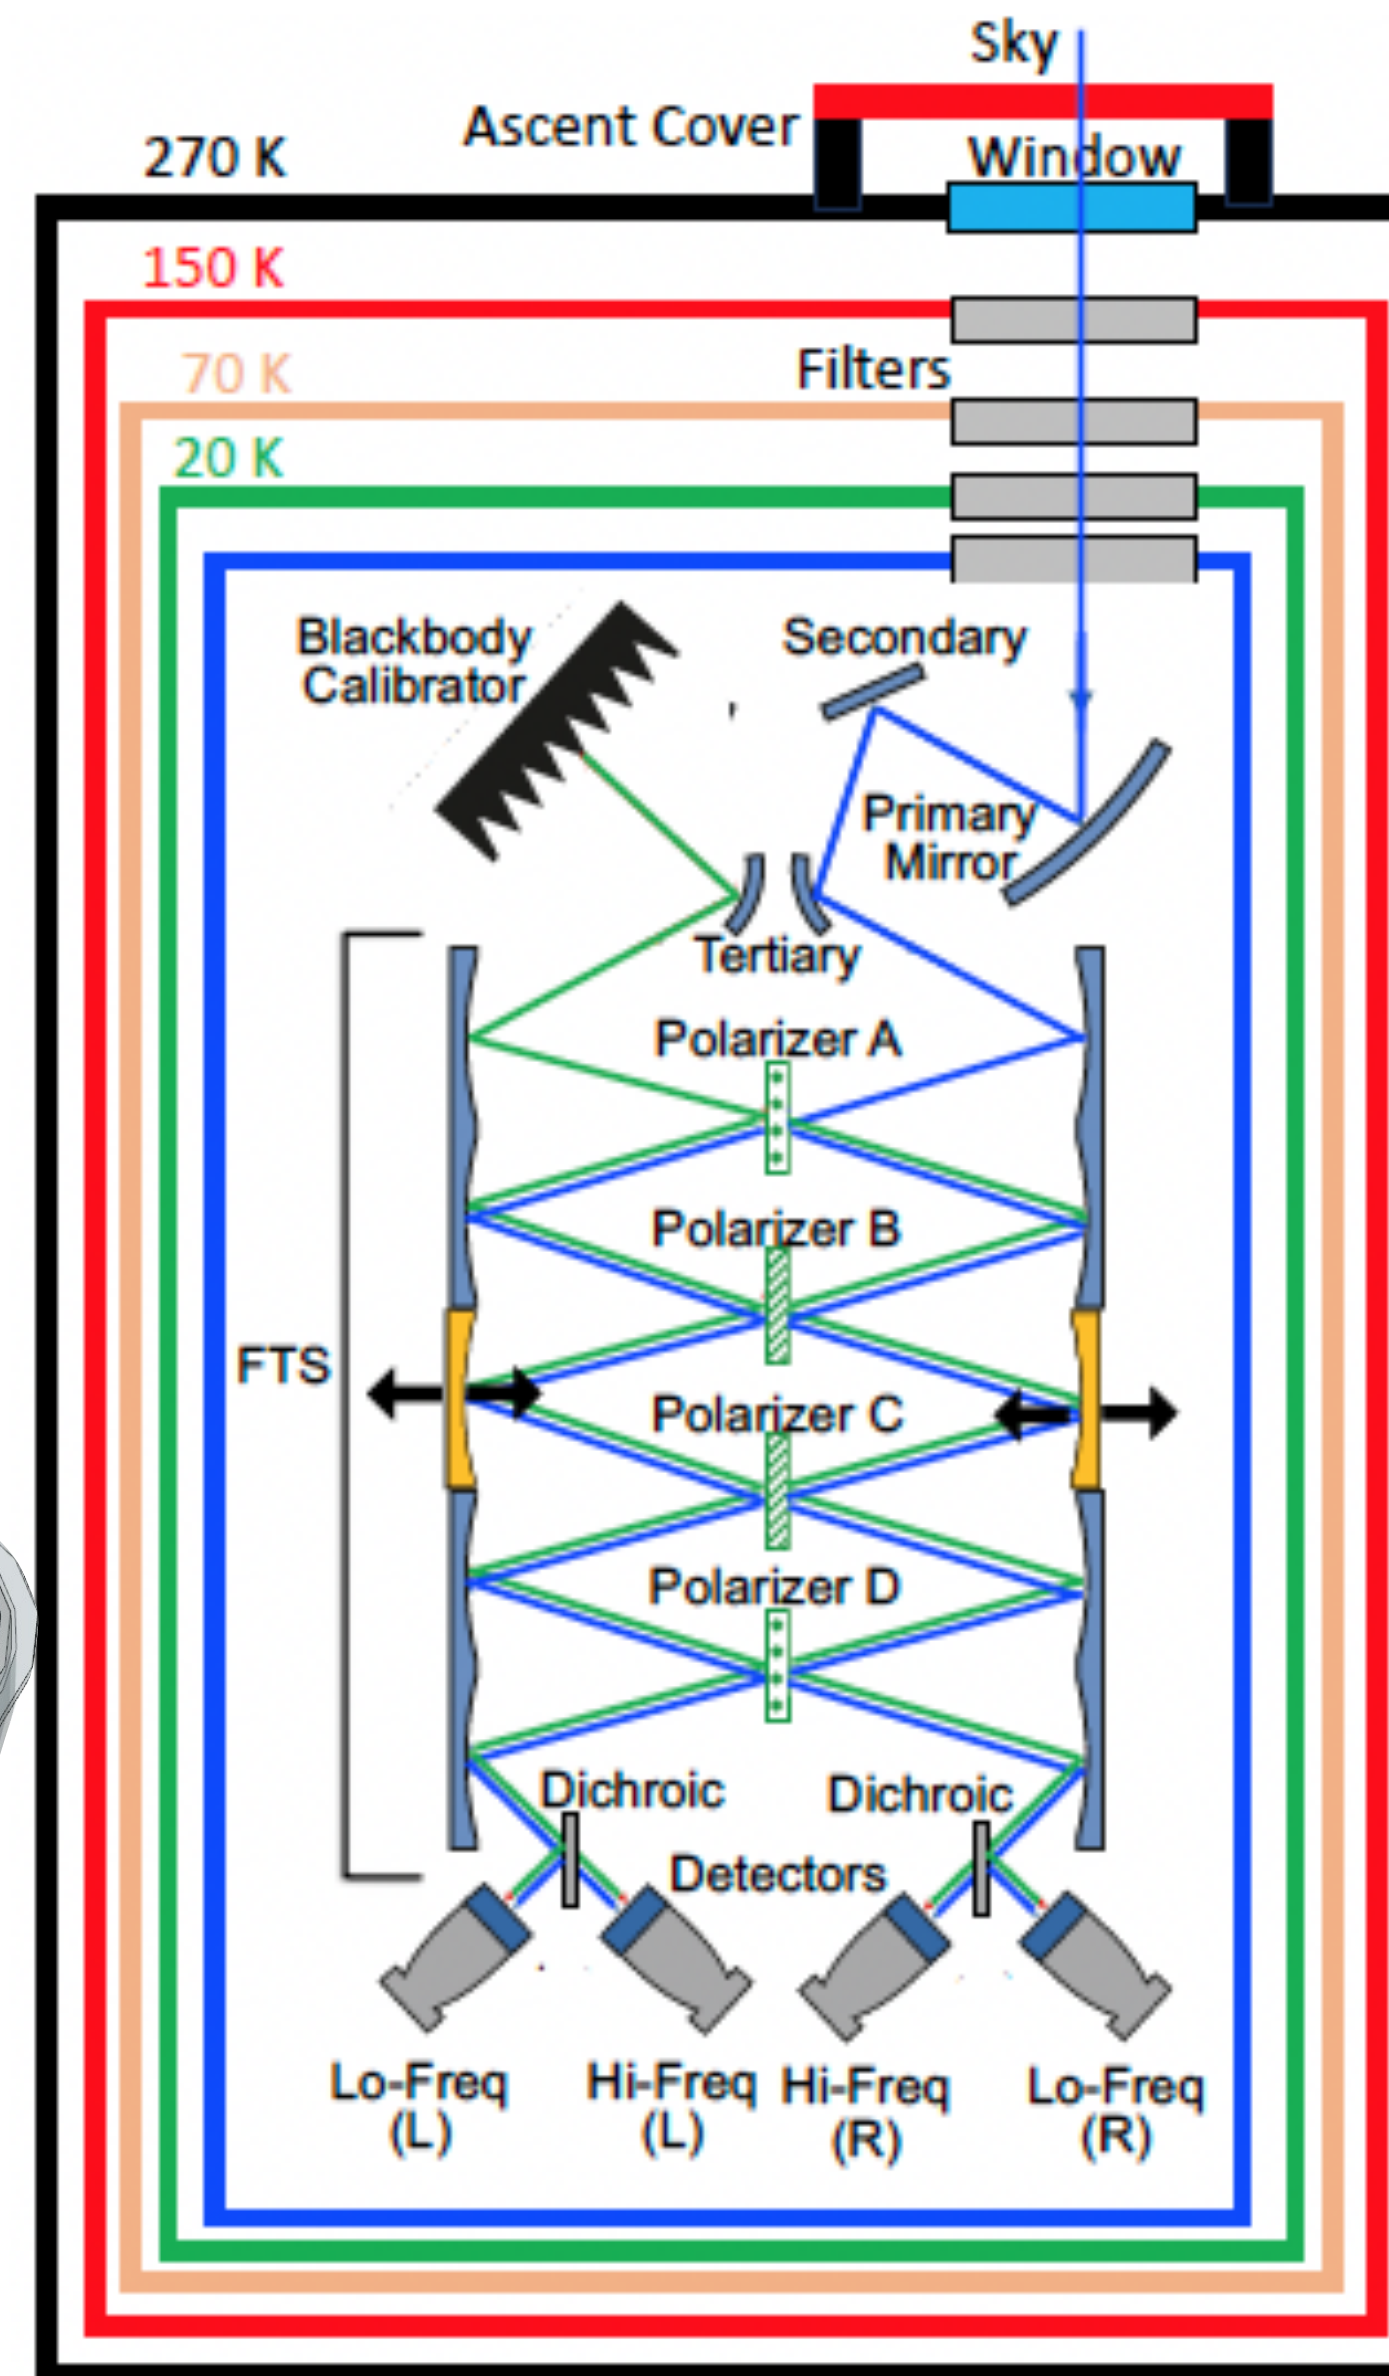 Sky
Ascent Cover
Window
270 K
150 K
Filters
70 K
20 K
Blackbody
Calibrator
Secondary
Primary
Mirror
Tertiary
Polarizer A
Polarizer B
FTS
Polarizer C
Polarizer D
Dichroic
Dichroic
Detectors
Lo-Freq
(L)
Hi-Freq
(L)
Hi-Freq
(R)
Lo-Freq
(R)